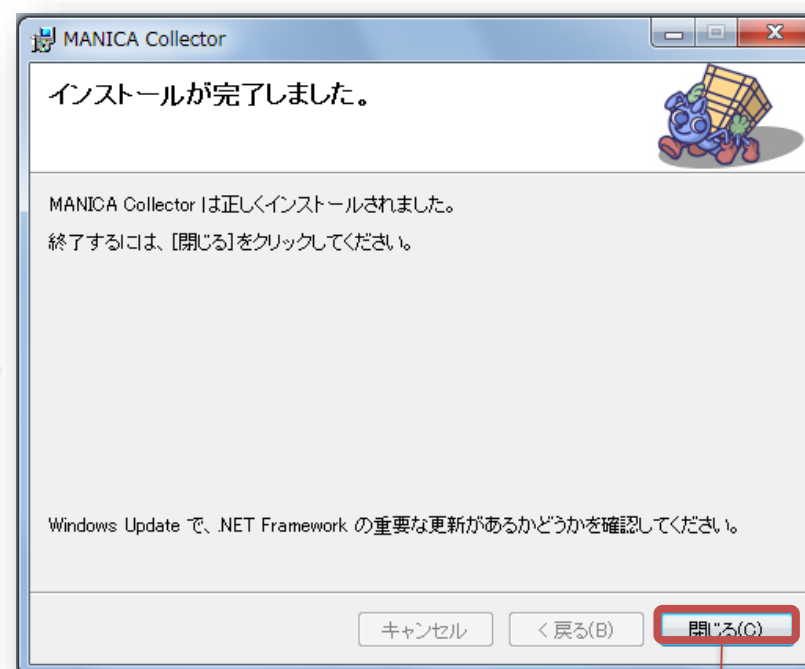 MANICA Collector
インストールが完了しました。
MANICA Collector は正しくインストールされました。
終了するには、[閉じる]をクリックしてください。
Windows Update で、.NET Framework の重要な更新があるかどうかを確認してください。
キャンセル
< 戻る(B)
閉じる(C)